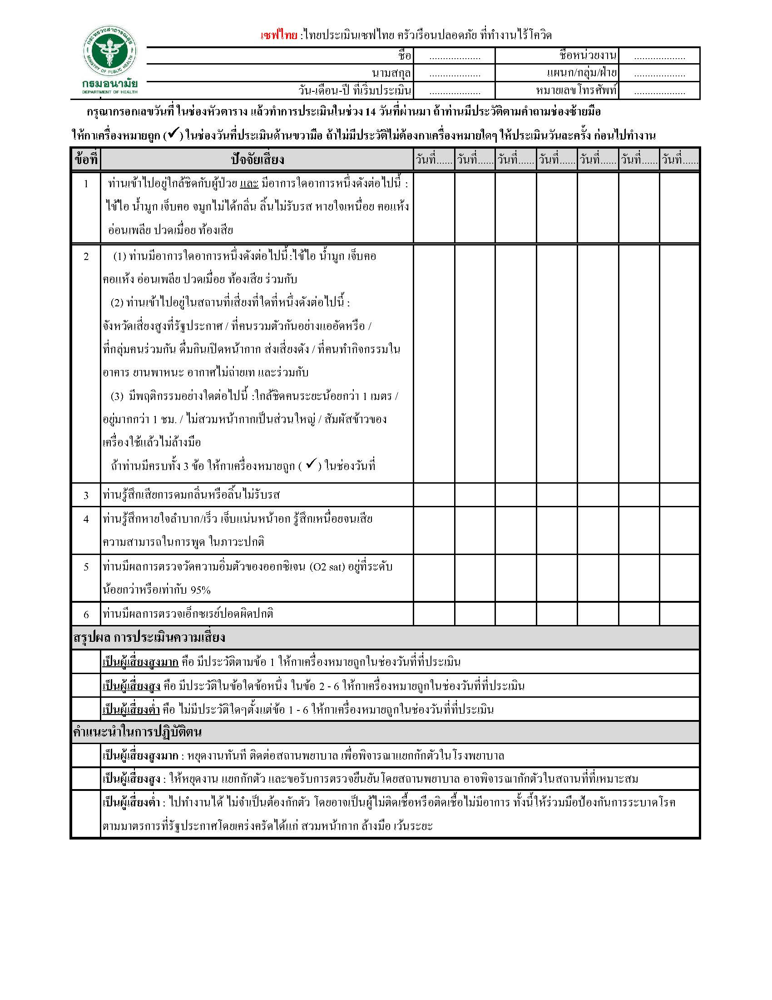 กระทรวงสาธารณสุข
MINISTRY OF PUBLIC HEALTH
กรมอนามัย
DEPARTMENT OF HEALTH
เซฟไทย :ไทยประเมินเซฟไทย ครัวเรือนปลอดภัย ที่ทำงานไร้โควิด
ชื่อ ................... ชื่อหน่วยงาน ...................
นามสกุล ................... แผนก/กลุ่ม/ฝ่าย ...................
วัน-เดือน-ปี ที่เริ่มประเมิน ................... หมายเลขโทรศัพท์ ...................
กรุณากรอกเลขวันที่ ในช่องหัวตาราง แล้วทำการประเมินในช่วง 14 วันที่ผ่านมา ถ้าท่านมีประวัติตามคำถามช่องซ้ายมือ
ให้กาเครื่องหมายถูก (✓) ในช่องวันที่ประเมินด้านขวามือ ถ้าไม่มีประวัติไม่ต้องกาเครื่องหมายใดๆ ให้ประเมินวันละครั้ง ก่อนไปทำงาน
ข้อที่ ปัจจัยเสี่ยง วันที่...... วันที่...... วันที่...... วันที่...... วันที่...... วันที่...... วันที่......
1 ท่านเข้าไปอยู่ใกล้ชิดกับผู้ป่วย และ มีอาการใดอาการหนึ่งดังต่อไปนี้ :
ไข้ไอ น้ำมูก เจ็บคอ จมูกไม่ได้กลิ่น ลิ้นไม่รับรส หายใจเหนื่อย คอแห้ง
อ่อนเพลีย ปวดเมื่อย ท้องเสีย
2 (1) ท่านมีอาการใดอาการหนึ่งดังต่อไปนี้ :ไข้ไอ น้ำมูก เจ็บคอ
คอแห้ง อ่อนเพลีย ปวดเมื่อย ท้องเสีย ร่วมกับ
(2) ท่านเข้าไปอยู่ในสถานที่เสี่ยงที่ใดที่หนึ่งดังต่อไปนี้ :
จังหวัดเสี่ยงสูงที่รัฐประกาศ / ที่คนรวมตัวกันอย่างแออัดหรือ /
ที่กลุ่มคนร่วมกัน ดื่มกินเปิดหน้ากาก ส่งเสี่ยงดัง / ที่คนทำกิจกรรมใน
อาคาร ยานพาหนะ อากาศไม่ถ่ายเท และร่วมกับ
(3) มีพฤติกรรมอย่างใดต่อไปนี้ :ใกล้ชิดคนระยะน้อยกว่า 1 เมตร /
อยู่มากกว่า 1 ชม. / ไม่สวมหน้ากากเป็นส่วนใหญ่ / สัมผัสข้าวของ
เครื่องใช้แล้วไม่ล้างมือ
ถ้าท่านมีครบทั้ง 3 ข้อ ให้กาเครื่องหมายถูก ( ✓) ในช่องวันที่
3 ท่านรู้สึกเสียการดมกลิ่นหรือลิ้นไม่รับรส
4 ท่านรู้สึกหายใจลำบาก/เร็ว เจ็บแน่นหน้าอก รู้สึกเหนื่อยจนเสีย
ความสามารถในการพูด ในภาวะปกติ
5 ท่านมีผลการตรวจวัดความอิ่มตัวของออกซิเจน (O2 sat) อยู่ที่ระดับ
น้อยกว่าหรือเท่ากับ 95%
6 ท่านมีผลการตรวจเอ็กซเรย์ปอดผิดปกติ
สรุปผล การประเมินความเสี่ยง
เป็นผู้เสี่ยงสูงมาก คือ มีประวัติตามข้อ 1 ให้กาเครื่องหมายถูกในช่องวันที่ที่ประเมิน
เป็นผู้เสี่ยงสูง คือ มีประวัติในข้อใดข้อหนึ่ง ในข้อ 2 - 6 ให้กาเครื่องหมายถูกในช่องวันที่ที่ประเมิน
เป็นผู้เสี่ยงต่ำ คือ ไม่มีประวัติใดๆตั้งแต่ข้อ 1 - 6 ให้กาเครื่องหมายถูกในช่องวันที่ที่ประเมิน
คำแนะนำในการปฏิบัติตน
เป็นผู้เสี่ยงสูงมาก : หยุดงานทันที ติดต่อสถานพยาบาล เพื่อพิจารณาแยกกักตัวในโรงพยาบาล
เป็นผู้เสี่ยงสูง : ให้หยุดงาน แยกกักตัว และขอรับการตรวจยืนยันโดยสถานพยาบาล อาจพิจารณากักตัวในสถานที่ที่เหมาะสม
เป็นผู้เสี่ยงต่ำ : ไปทำงานได้ ไม่จำเป็นต้องกักตัว โดยอาจเป็นผู้ไม่ติดเชื้อหรือติดเชื้อไม่มีอาการ ทั้งนี้ให้ร่วมมือป้องกันการระบาดโรค
ตามมาตรการที่รัฐประกาศโดยเคร่งครัดได้แก่ สวมหน้ากาก ล้างมือ เว้นระยะ